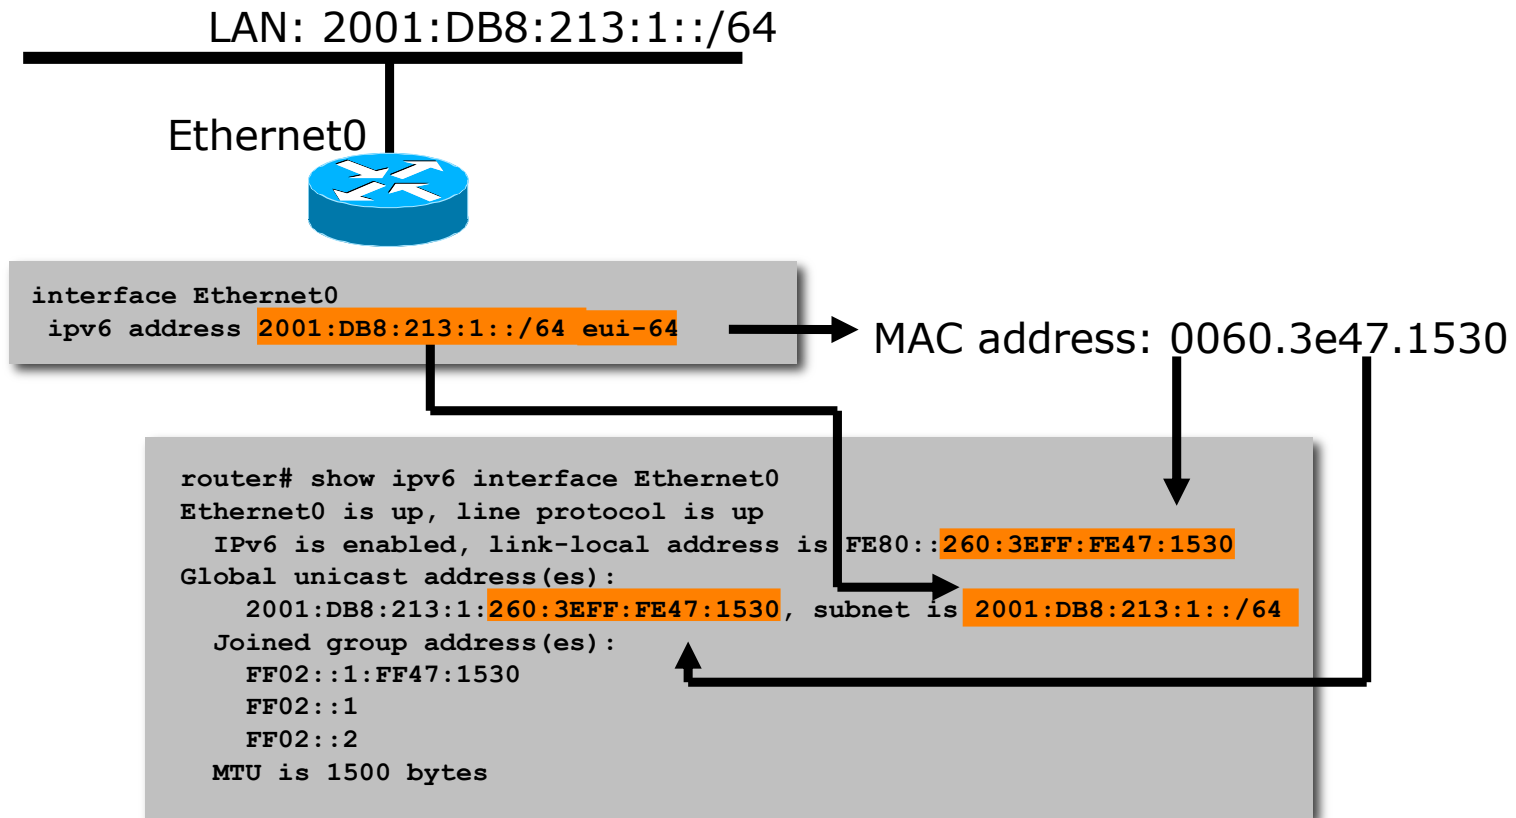 LAN: 2001:DB8:213:1::/64
Ethernet0
interface Ethernet0
ipv6 address 2001:DB8:213:1::/64 eui-64
MAC address: 0060.3e47.1530
router# show ipv6 interface Ethernet0
Ethernet0 is up, line protocol is up
IPv6 is enabled, link-local address is FE80::260:3EFF:FE47:1530
Global unicast address(es):
2001:DB8:213:1:260:3EFF:FE47:1530, subnet is 2001:DB8:213:1::/64
Joined group address(es):
FF02::1:FF47:1530
FF02::1
FF02::2
MTU is 1500 bytes